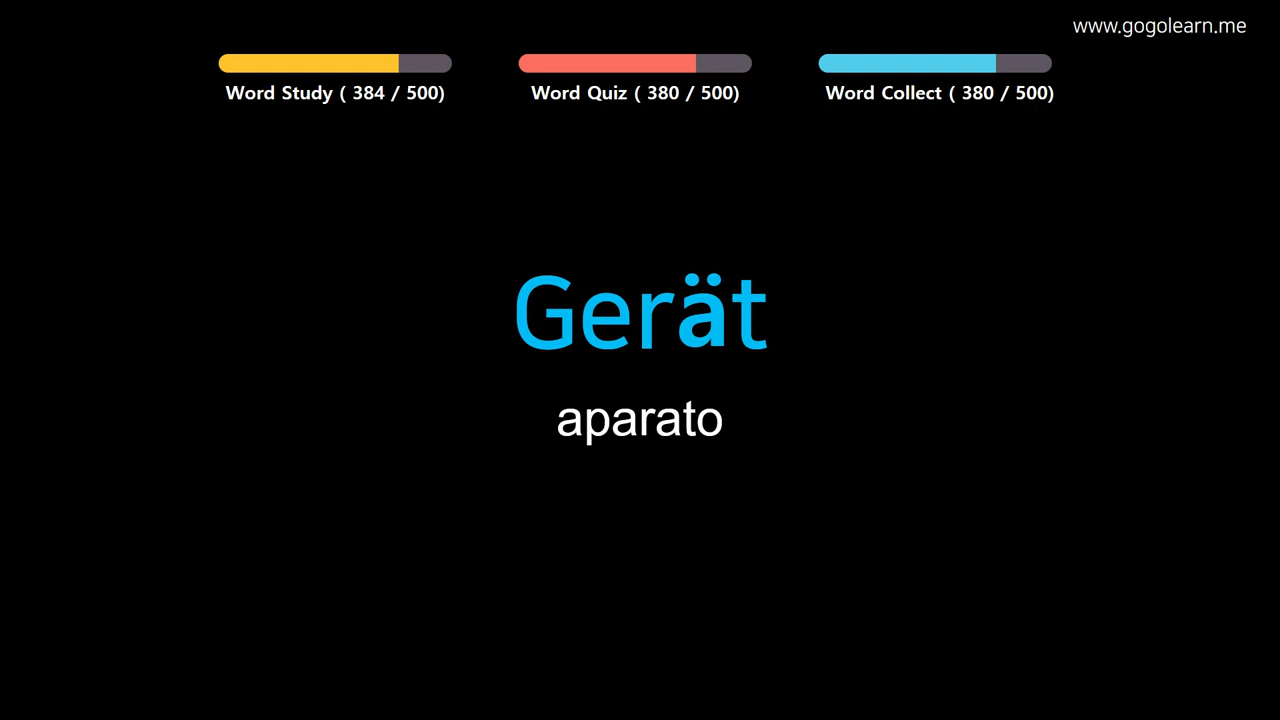 www.gogolearn.me
Word Study ( 384 / 500)
Word Quiz ( 380 / 500)
Word Collect ( 380 / 500)
Gerät
aparato